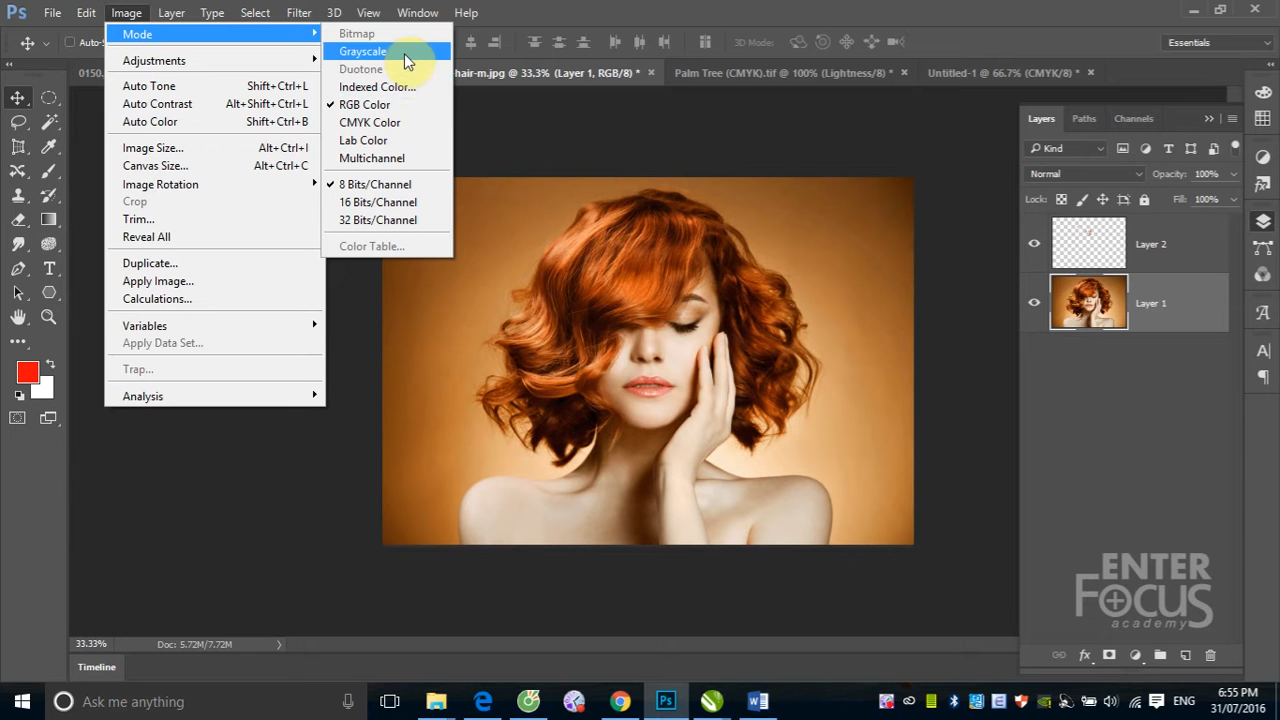 Ps File Edit Image Layer Type Select Filter 3D View Window Help
Auto-S
3D Mode:
Essentials
0150.
hair-m.jpg @ 33.3% (Layer 1, RGB/8) * ×
Palm Tree (CMYK).tif @ 100% (Lightness/8) * ×
Untitled-1 @ 66.7% (CMYK/8) * ×
Mode
Adjustments
Auto Tone Shift+Ctrl+L
Auto Contrast Alt+Shift+Ctrl+L
Auto Color Shift+Ctrl+B
Image Size... Alt+Ctrl+I
Canvas Size... Alt+Ctrl+C
Image Rotation
Crop
Trim...
Reveal All
Duplicate...
Apply Image...
Calculations...
Variables
Apply Data Set...
Trap...
Analysis
Bitmap
Grayscale
Duotone
Indexed Color...
RGB Color
CMYK Color
Lab Color
Multichannel
8 Bits/Channel
16 Bits/Channel
32 Bits/Channel
Color Table...
Layers Paths Channels
Kind
Normal Opacity: 100%
Lock: Fill: 100%
Layer 2
Layer 1
ENTER
FOCUS
academy
33.33% Doc: 5.72M/7.72M
Timeline
Ask me anything
Ps
ENG
6:55 PM
31/07/2016